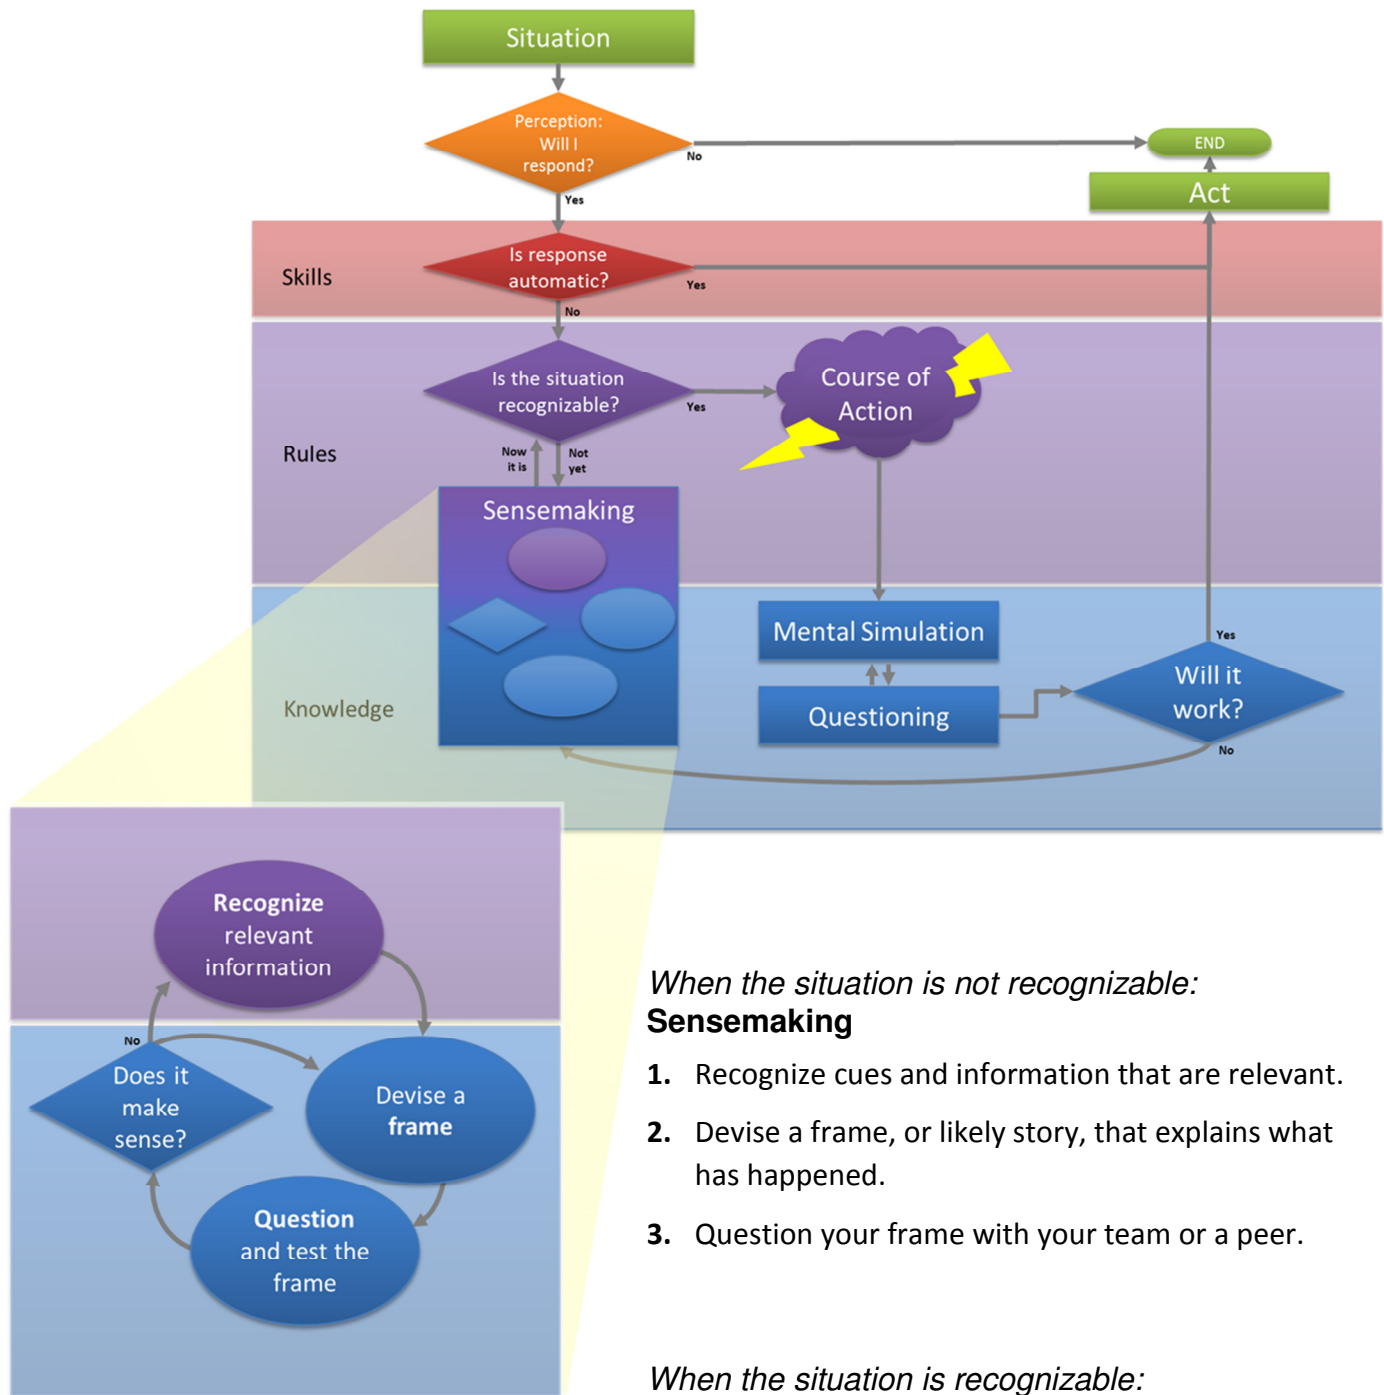 Situation
Perception:
Will I
respond?
No
END
Act
Yes
Skills
Is response
automatic?
Yes
No
Rules
Is the situation
recognizable?
Yes
Course of
Action
Now
it is
Not
yet
Sensemaking
Knowledge
Mental Simulation
Questioning
Yes
Will it
work?
No
Recognize
relevant
information
No
Does it
make
sense?
Devise a
frame
Question
and test the
frame
When the situation is not recognizable:
Sensemaking
1. Recognize cues and information that are relevant.
2. Devise a frame, or likely story, that explains what
has happened.
3. Question your frame with your team or a peer.
When the situation is recognizable: